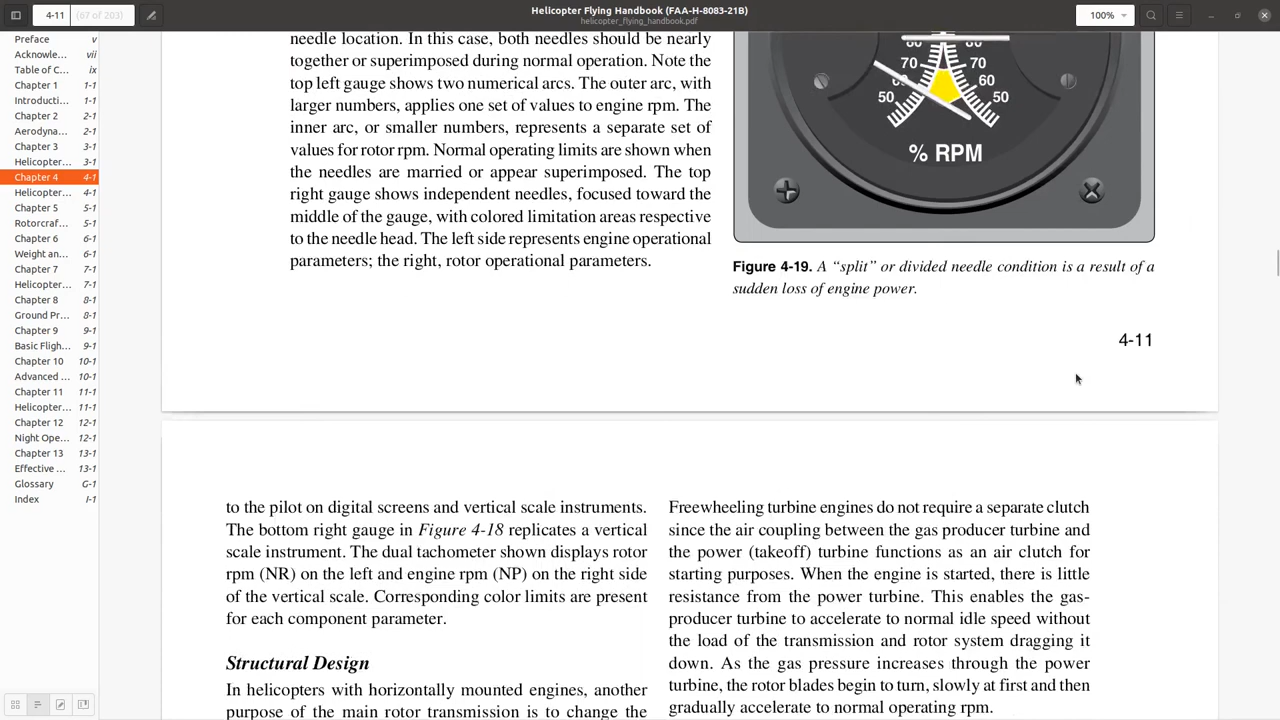 4-11
(67 of 203)
Helicopter Flying Handbook (FAA-H-8083-21B)
helicopter_flying_handbook.pdf
100%
Preface v
Acknowle... vii
Table of C... ix
Chapter 1 1-1
Introducti... 1-1
Chapter 2 2-1
Aerodyna... 2-1
Chapter 3 3-1
Helicopter... 3-1
Chapter 4 4-1
Helicopter... 4-1
Chapter 5 5-1
Rotorcraf... 5-1
Chapter 6 6-1
Weight an... 6-1
Chapter 7 7-1
Helicopter... 7-1
Chapter 8 8-1
Ground Pr... 8-1
Chapter 9 9-1
Basic Fligh... 9-1
Chapter 10 10-1
Advanced ... 10-1
Chapter 11 11-1
Helicopter... 11-1
Chapter 12 12-1
Night Ope... 12-1
Chapter 13 13-1
Effective ... 13-1
Glossary G-1
Index I-1
needle location. In this case, both needles should be nearly
together or superimposed during normal operation. Note the
top left gauge shows two numerical arcs. The outer arc, with
larger numbers, applies one set of values to engine rpm. The
inner arc, or smaller numbers, represents a separate set of
values for rotor rpm. Normal operating limits are shown when
the needles are married or appear superimposed. The top
right gauge shows independent needles, focused toward the
middle of the gauge, with colored limitation areas respective
to the needle head. The left side represents engine operational
parameters; the right, rotor operational parameters.
80 80
70 70
60 60
50 50
% RPM
Figure 4-19. A “split” or divided needle condition is a result of a
sudden loss of engine power.
4-11
to the pilot on digital screens and vertical scale instruments.
The bottom right gauge in Figure 4-18 replicates a vertical
scale instrument. The dual tachometer shown displays rotor
rpm (NR) on the left and engine rpm (NP) on the right side
of the vertical scale. Corresponding color limits are present
for each component parameter.
Structural Design
In helicopters with horizontally mounted engines, another
purpose of the main rotor transmission is to change the
Freewheeling turbine engines do not require a separate clutch
since the air coupling between the gas producer turbine and
the power (takeoff) turbine functions as an air clutch for
starting purposes. When the engine is started, there is little
resistance from the power turbine. This enables the gas-
producer turbine to accelerate to normal idle speed without
the load of the transmission and rotor system dragging it
down. As the gas pressure increases through the power
turbine, the rotor blades begin to turn, slowly at first and then
gradually accelerate to normal operating rpm.